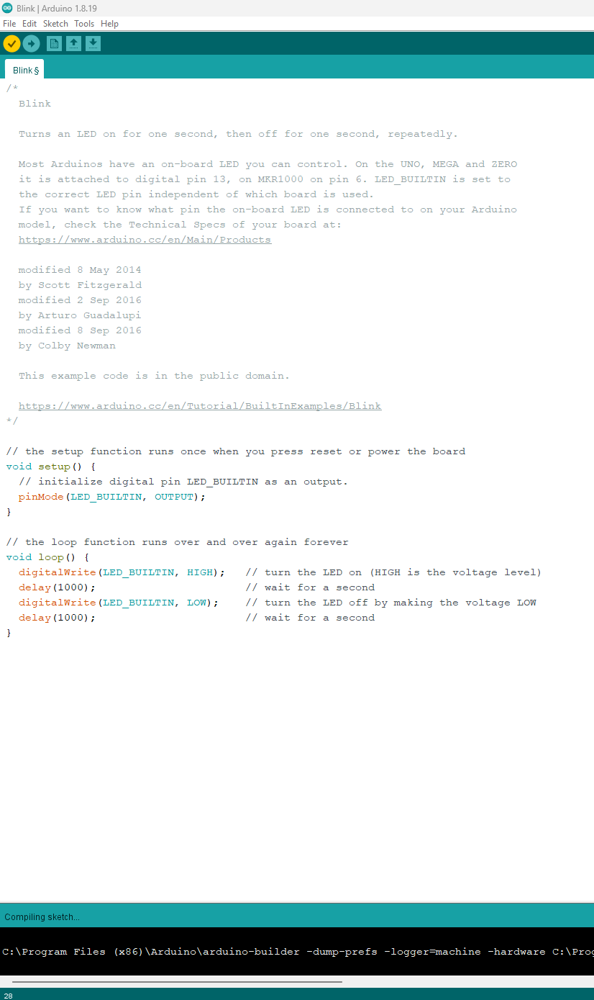 Blink | Arduino 1.8.19
File Edit Sketch Tools Help
Blink §
/*
  Blink

  Turns an LED on for one second, then off for one second, repeatedly.

  Most Arduinos have an on-board LED you can control. On the UNO, MEGA and ZERO
  it is attached to digital pin 13, on MKR1000 on pin 6. LED_BUILTIN is set to
  the correct LED pin independent of which board is used.
  If you want to know what pin the on-board LED is connected to on your Arduino
  model, check the Technical Specs of your board at:
  https://www.arduino.cc/en/Main/Products

  modified 8 May 2014
  by Scott Fitzgerald
  modified 2 Sep 2016
  by Arturo Guadalupi
  modified 8 Sep 2016
  by Colby Newman

  This example code is in the public domain.

  https://www.arduino.cc/en/Tutorial/BuiltInExamples/Blink
*/

// the setup function runs once when you press reset or power the board
void setup() {
  // initialize digital pin LED_BUILTIN as an output.
  pinMode(LED_BUILTIN, OUTPUT);
}

// the loop function runs over and over again forever
void loop() {
  digitalWrite(LED_BUILTIN, HIGH);   // turn the LED on (HIGH is the voltage level)
  delay(1000);                       // wait for a second
  digitalWrite(LED_BUILTIN, LOW);    // turn the LED off by making the voltage LOW
  delay(1000);                       // wait for a second
}
Compiling sketch...
C:\Program Files (x86)\Arduino\arduino-builder -dump-prefs -logger=machine -hardware C:\Prog
28